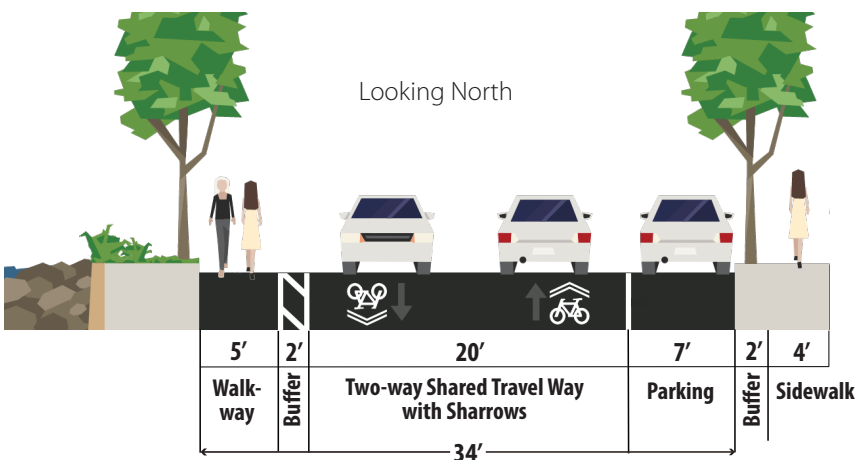 Looking North
5’ 2’ 20’ 7’ 2’ 4’
Walk-
way
Buffer
Two-way Shared Travel Way
with Sharrows
Parking
Buffer
Sidewalk
34’